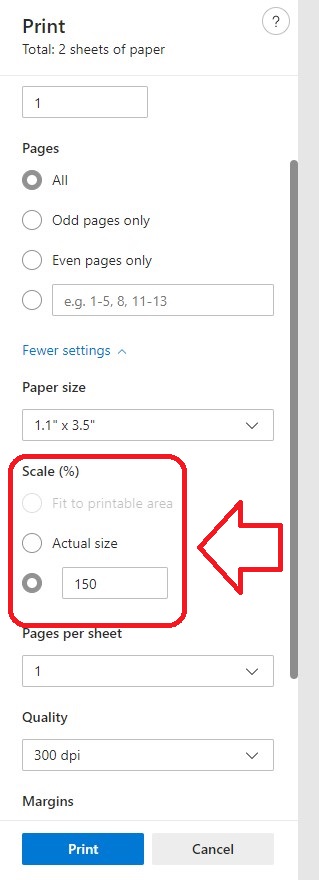 Print
?
Total: 2 sheets of paper
1
Pages
All
Odd pages only
Even pages only
e.g. 1-5, 8, 11-13
Fewer settings
Paper size
1.1" x 3.5"
Scale (%)
Fit to printable area
Actual size
150
Pages per sheet
1
Quality
300 dpi
Margins
Print
Cancel